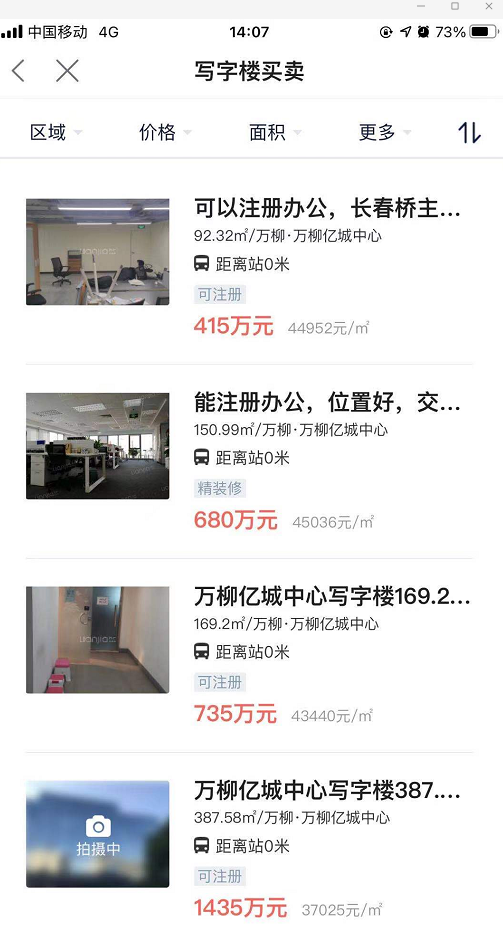 中国移动 4G 14:07 73%
写字楼买卖
区域 价格 面积 更多
可以注册办公，长春桥主...
92.32㎡/万柳·万柳亿城中心
距离站0米
可注册
415万元 44952元/㎡
能注册办公，位置好，交...
150.99㎡/万柳·万柳亿城中心
距离站0米
精装修
680万元 45036元/㎡
万柳亿城中心写字楼169.2...
169.2㎡/万柳·万柳亿城中心
距离站0米
可注册
735万元 43440元/㎡
万柳亿城中心写字楼387....
387.58㎡/万柳·万柳亿城中心
拍摄中
距离站0米
可注册
1435万元 37025元/㎡